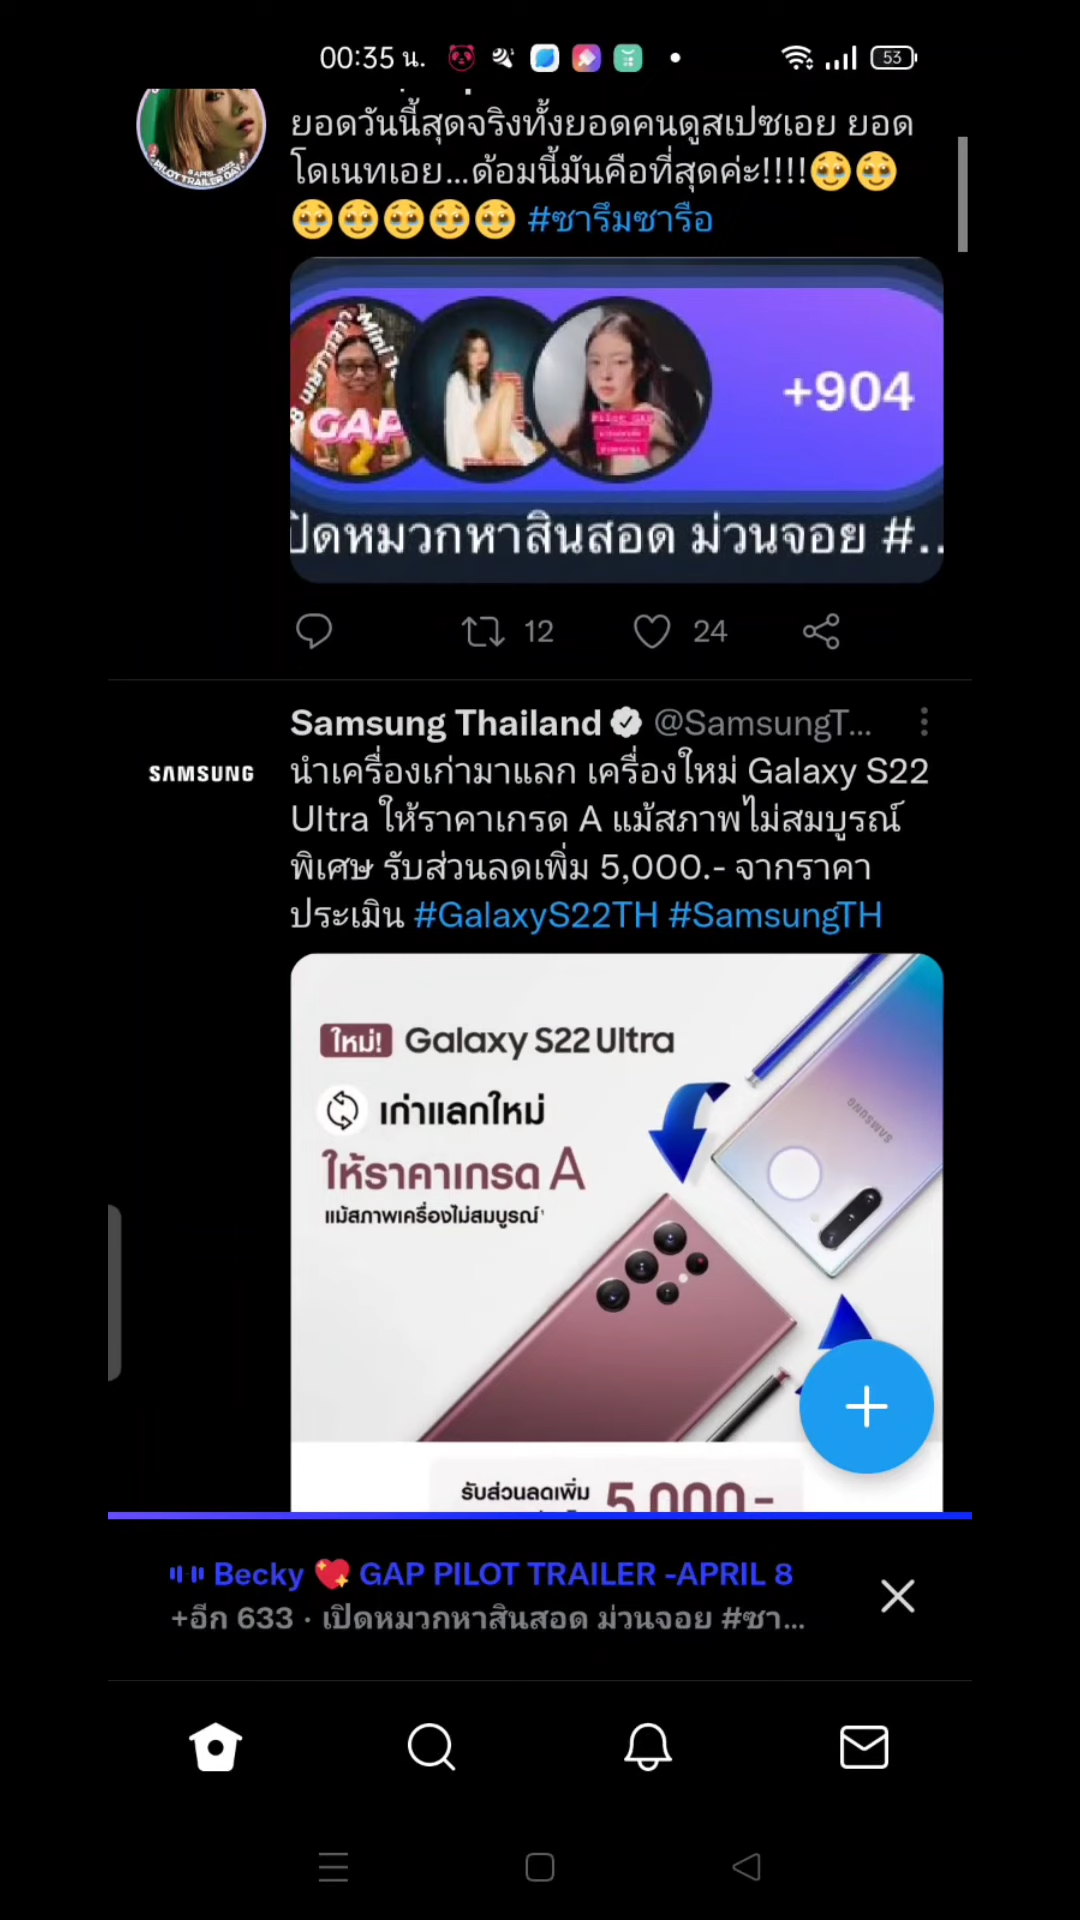 00:35 น.
53
ยอดวันนี้สุดจริงทั้งยอดคนดูสเปซเอย ยอด
โดเนทเอย...ด้อมนี้มันคือที่สุดค่ะ!!!!🥹🥹
🥹🥹🥹🥹🥹 #ซารึมซารือ
8 เมษาาาาาา
GAP
+904
ปิดหมวกหาสินสอด ม่วนจอย #...
12
24
Samsung Thailand @SamsungT...
SAMSUNG
นำเครื่องเก่ามาแลก เครื่องใหม่ Galaxy S22
Ultra ให้ราคาเกรด A แม้สภาพไม่สมบูรณ์
พิเศษ รับส่วนลดเพิ่ม 5,000.- จากราคา
ประเมิน #GalaxyS22TH #SamsungTH
ใหม่! Galaxy S22 Ultra
เก่าแลกใหม่
ให้ราคาเกรด A
แม้สภาพเครื่องไม่สมบูรณ์
SAMSUNG
รับส่วนลดเพิ่ม 5,000.-
Becky 💖 GAP PILOT TRAILER -APRIL 8
+อีก 633 · เปิดหมวกหาสินสอด ม่วนจอย #ซา...